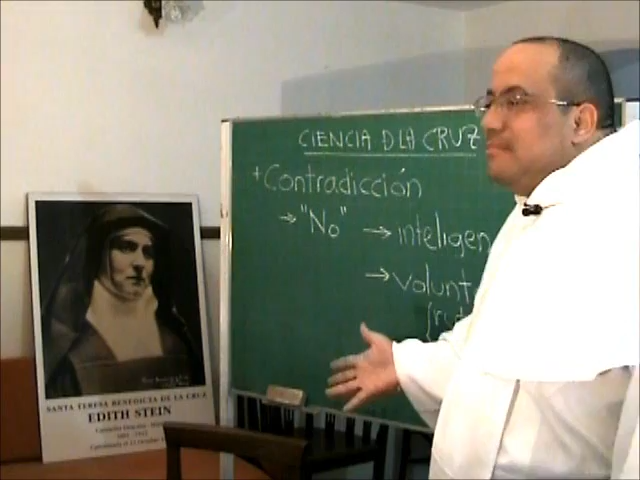 CIENCIA D LA CRUZ
+ Contradicción
→ "No" → inteligen
→ volunt
SANTA TERESA BENEDICTA DE LA CRUZ
EDITH STEIN